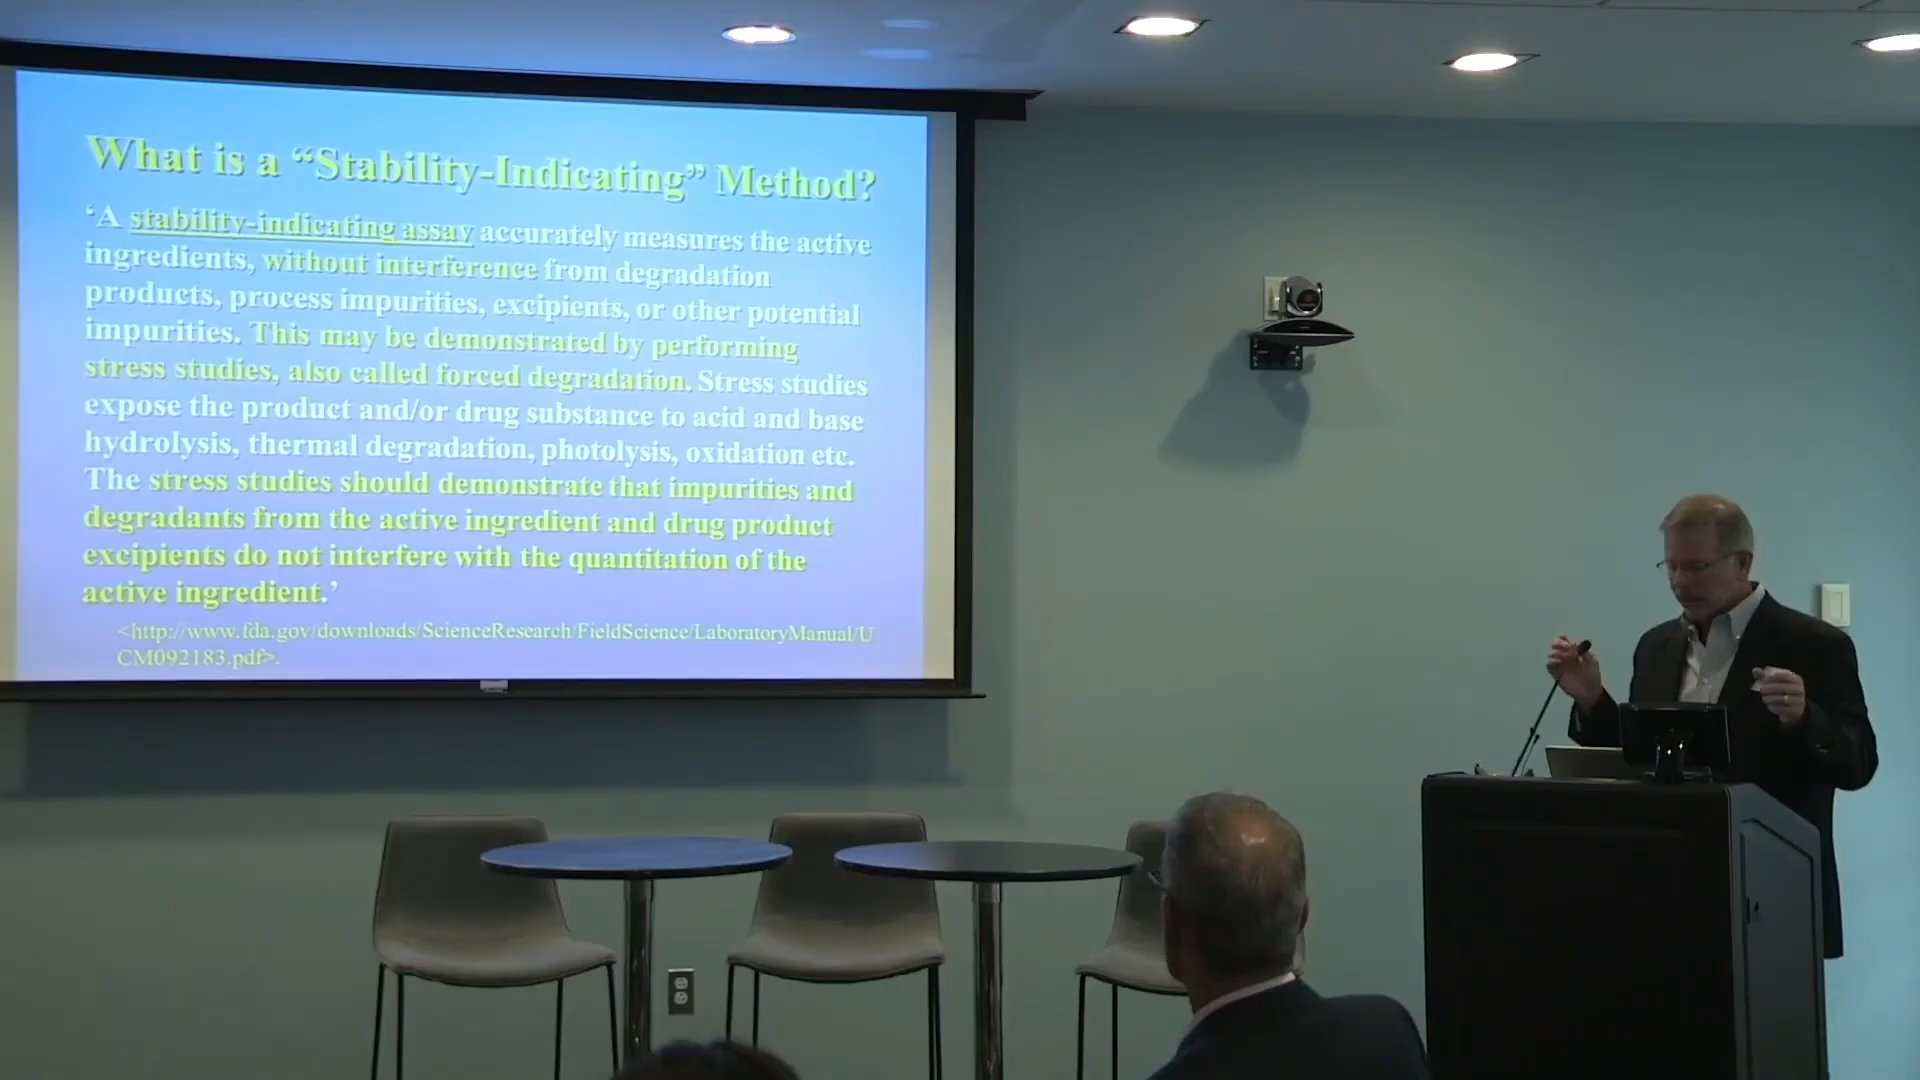 What is a “Stability-Indicating” Method?
‘A stability-indicating assay accurately measures the active
ingredients, without interference from degradation
products, process impurities, excipients, or other potential
impurities. This may be demonstrated by performing
stress studies, also called forced degradation. Stress studies
expose the product and/or drug substance to acid and base
hydrolysis, thermal degradation, photolysis, oxidation etc.
The stress studies should demonstrate that impurities and
degradants from the active ingredient and drug product
excipients do not interfere with the quantitation of the
active ingredient.’
<http://www.fda.gov/downloads/ScienceResearch/FieldScience/LaboratoryManual/U
CM092183.pdf>.